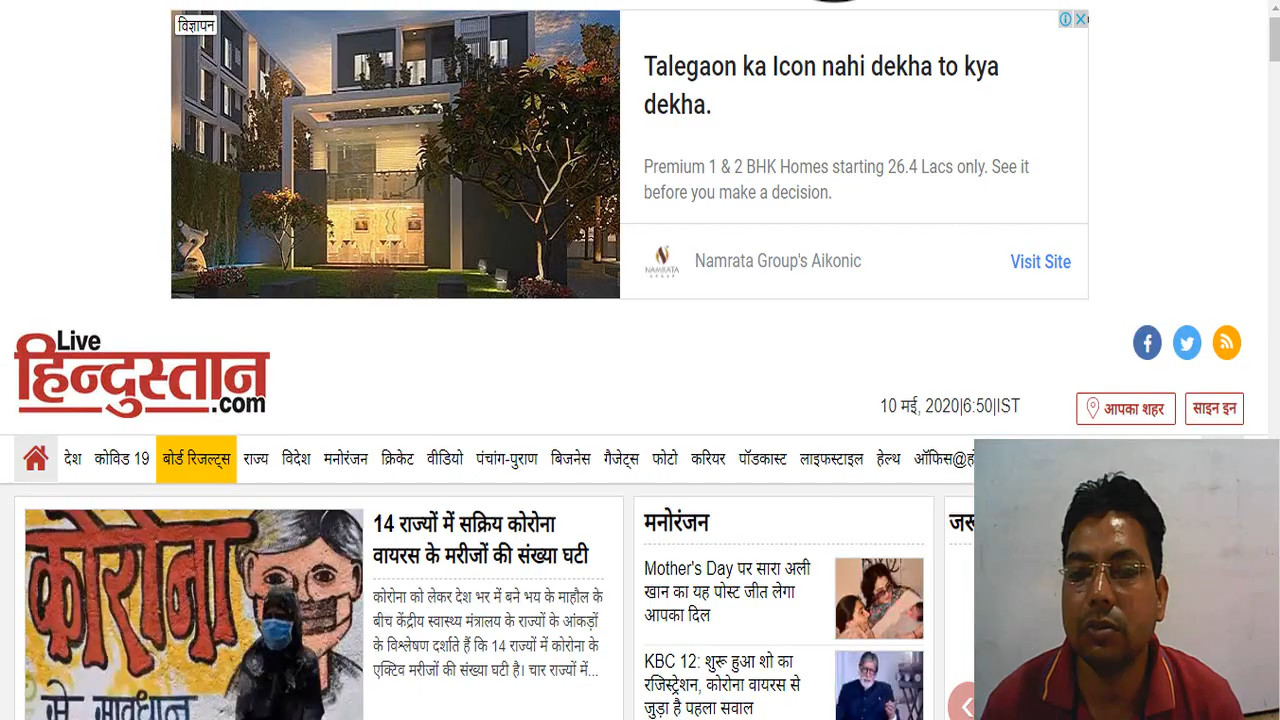 विज्ञापन
Talegaon ka Icon nahi dekha to kya
dekha.
Premium 1 & 2 BHK Homes starting 26.4 Lacs only. See it
before you make a decision.
NAMRATA
GROUP
Namrata Group's Aikonic
Visit Site
Live
हिन्दुस्तान
.com
10 मई, 2020|6:50|IST
आपका शहर
साइन इन
देश कोविड 19 बोर्ड रिजल्ट्स राज्य विदेश मनोरंजन क्रिकेट वीडियो पंचांग-पुराण बिजनेस गैजेट्स फोटो करियर पॉडकास्ट लाइफस्टाइल हेल्थ
कोरोना
से सावधान
14 राज्यों में सक्रिय कोरोना
वायरस के मरीजों की संख्या घटी
कोरोना को लेकर देश भर में बने भय के माहौल के
बीच केंद्रीय स्वास्थ्य मंत्रालय के राज्यों के आंकड़ों
के विश्लेषण दर्शाते हैं कि 14 राज्यों में कोरोना के
एक्टिव मरीजों की संख्या घटी है। चार राज्यों में...
मनोरंजन
Mother's Day पर सारा अली
खान का यह पोस्ट जीत लेगा
आपका दिल
KBC 12: शुरू हुआ शो का
रजिस्ट्रेशन, कोरोना वायरस से
जुड़ा है पहला सवाल